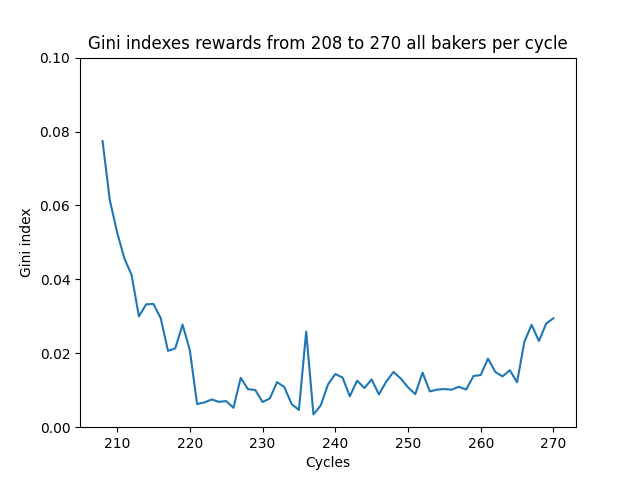 Gini indexes rewards from 208 to 270 all bakers per cycle
0.10
0.08
0.06
0.04
0.02
0.00
Gini index
210 220 230 240 250 260 270
Cycles